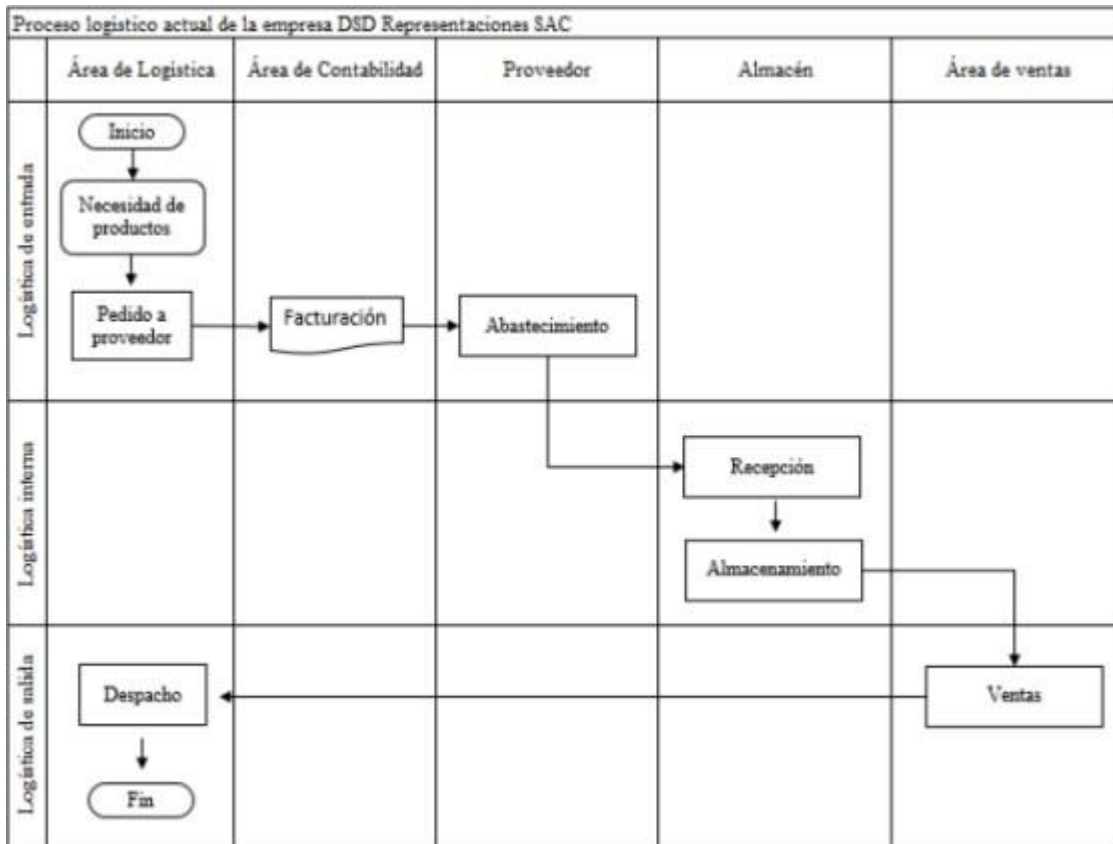 Proceso logistico actual de la empresa DSD Representaciones SAC
Área de Logística
Área de Contabilidad
Proveedor
Almacén
Área de ventas
Logística de entrada
Inicio
Necesidad de
productos
Pedido a
proveedor
Facturación
Abastecimiento
Logística interna
Recepción
Almacenamiento
Logística de salida
Despacho
Ventas
Fin